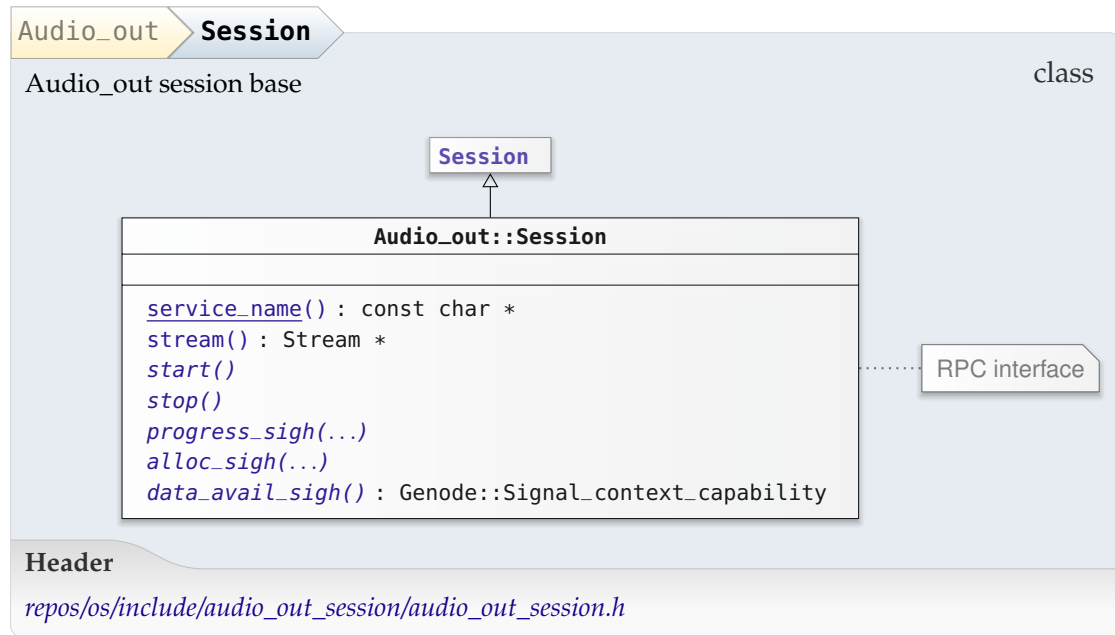 Audio_out Session
class
Audio_out session base
Session
Audio_out::Session
service_name() : const char *
stream() : Stream *
start()
stop()
progress_sigh(...)
alloc_sigh(...)
data_avail_sigh() : Genode::Signal_context_capability
RPC interface
Header
repos/os/include/audio_out_session/audio_out_session.h